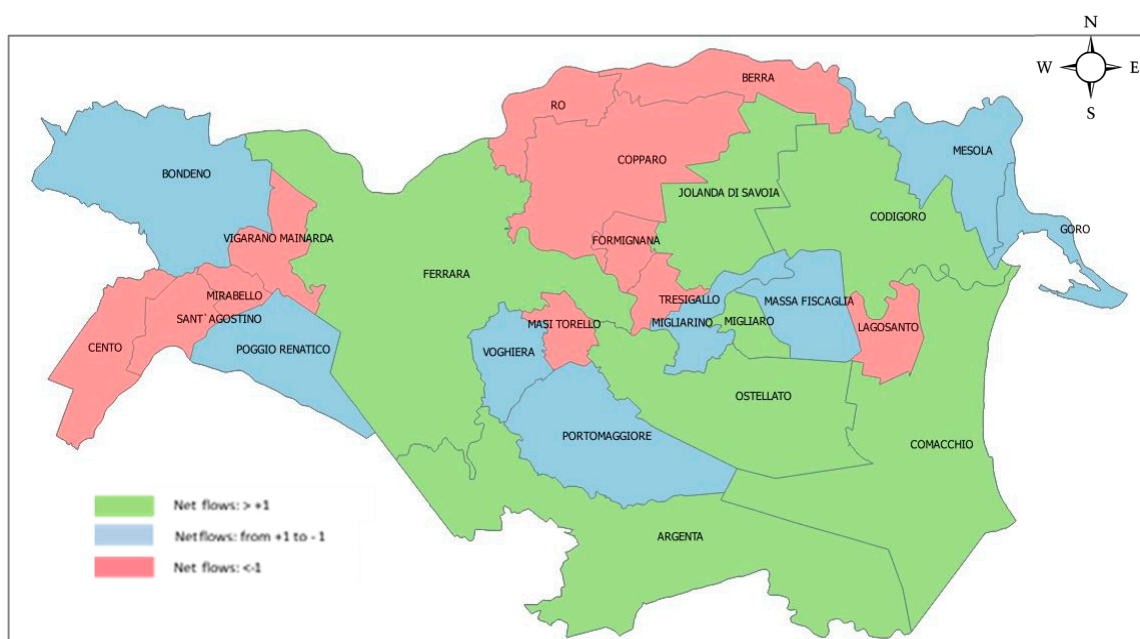 N
W E
S
BERRA
RO
MESOLA
COPPARO
BONDENO
JOLANDA DI SAVOIA
CODIGORO
GORO
FORMIGNANA
VIGARANO MAINARDA
FERRARA
MIRABELLO
TRESIGALLO
MASSA FISCAGLIA
SANT`AGOSTINO
MASI TORELLO
MIGLIARINO
MIGLIARO
LAGOSANTO
CENTO
POGGIO RENATICO
VOGHIERA
OSTELLATO
PORTOMAGGIORE
COMACCHIO
ARGENTA
Net flows: > +1
Netflows: from +1 to - 1
Net flows: <-1